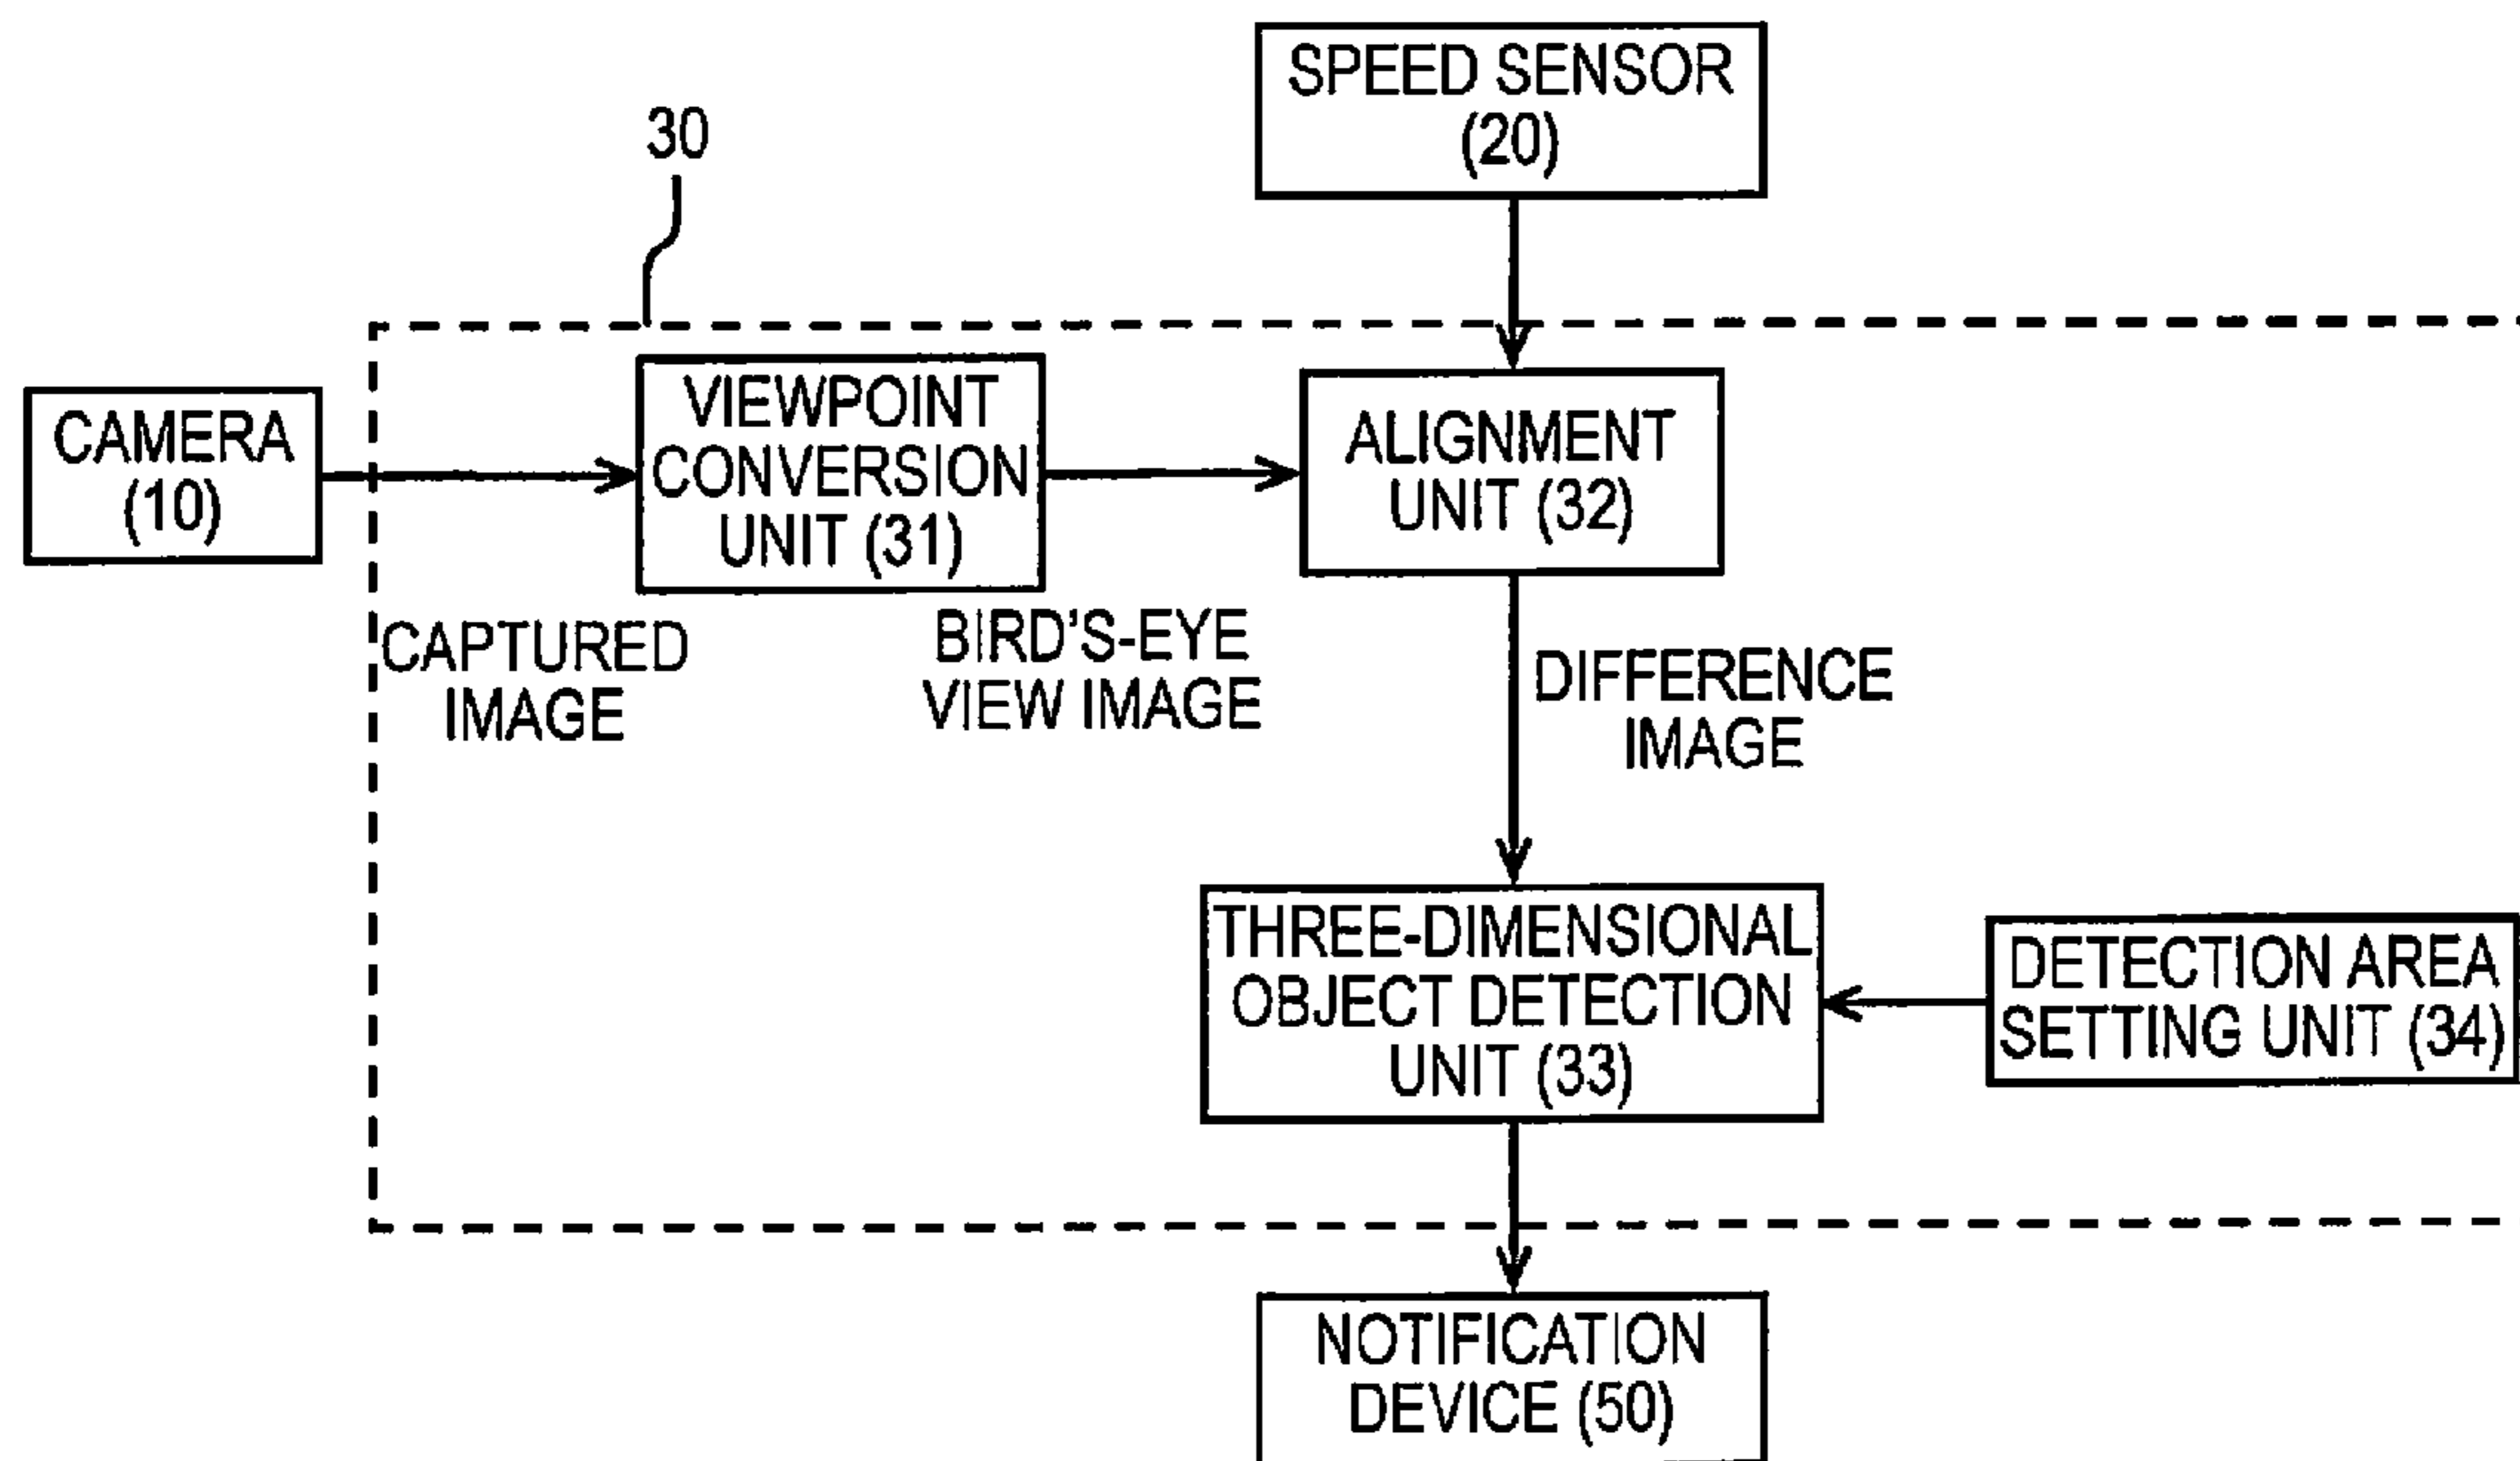 SPEED SENSOR
(20)
30
CAMERA
(10)
VIEWPOINT
CONVERSION
UNIT (31)
ALIGNMENT
UNIT (32)
CAPTURED
IMAGE
BIRD'S-EYE
VIEW IMAGE
DIFFERENCE
IMAGE
THREE-DIMENSIONAL
OBJECT DETECTION
UNIT (33)
DETECTION AREA
SETTING UNIT (34)
NOTIFICATION
DEVICE (50)